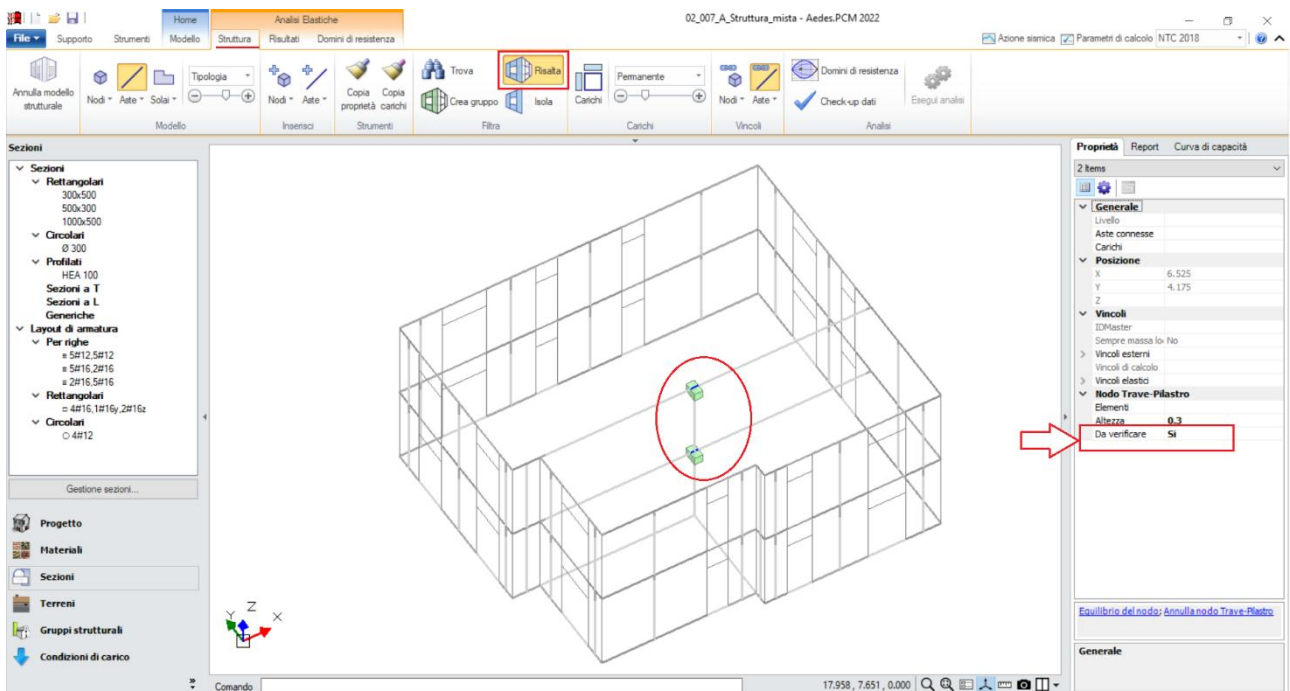 02_007_A_Struttura_mista - Aedes.PCM 2022
Home
Analisi Elastiche
File
Supporto
Strumenti
Modello
Struttura
Risultati
Domini di resistenza
Azione sismica
Parametri di calcolo
NTC 2018
Annulla modello
strutturale
Nodi
Aste
Solai
Tipologia
Modello
Nodi
Aste
Inserisci
Copia
proprietà
Copia
carichi
Strumenti
Trova
Crea gruppo
Risalta
Isola
Filtra
Carichi
Permanente
Carichi
Nodi
Aste
Vincoli
Domini di resistenza
Check-up dati
Esegui analisi
Analisi
Sezioni
Sezioni
Rettangolari
300x500
500x300
1000x500
Circolari
Ø 300
Profilati
HEA 100
Sezioni a T
Sezioni a L
Generiche
Layout di armatura
Per righe
5#12,5#12
5#16,2#16
2#16,5#16
Rettangolari
4#16,1#16y,2#16z
Circolari
4#12
Gestione sezioni...
Progetto
Materiali
Sezioni
Terreni
Gruppi strutturali
Condizioni di carico
Y Z X
Comando
17.958 , 7.651 , 0.000
Proprietà
Report
Curva di capacità
2 Items
Generale
Livello
Aste connesse
Carichi
Posizione
X 6.525
Y 4.175
Z
Vincoli
IDMaster
Sempre massa lo No
Vincoli esterni
Vincoli di calcolo
Vincoli elastici
Nodo Trave-Pilastro
Elementi
Altezza 0.3
Da verificare Sì
Equilibrio del nodo; Annulla nodo Trave-Pilastro
Generale